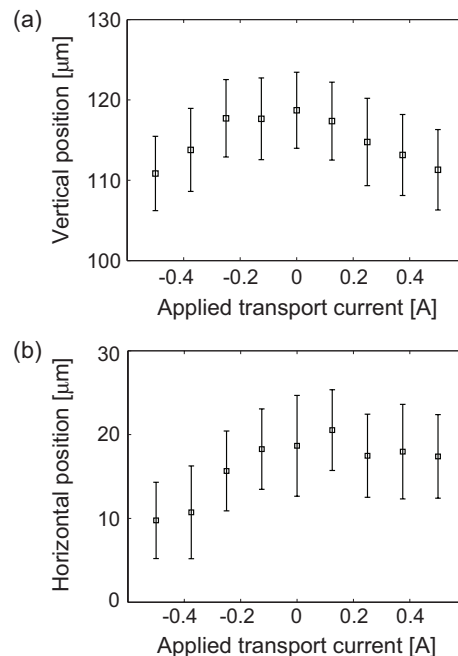 (a)
130
120
110
100
Vertical position [μm]
-0.4 -0.2 0 0.2 0.4
Applied transport current [A]
(b)
30
20
10
0
Horizontal position [μm]
-0.4 -0.2 0 0.2 0.4
Applied transport current [A]